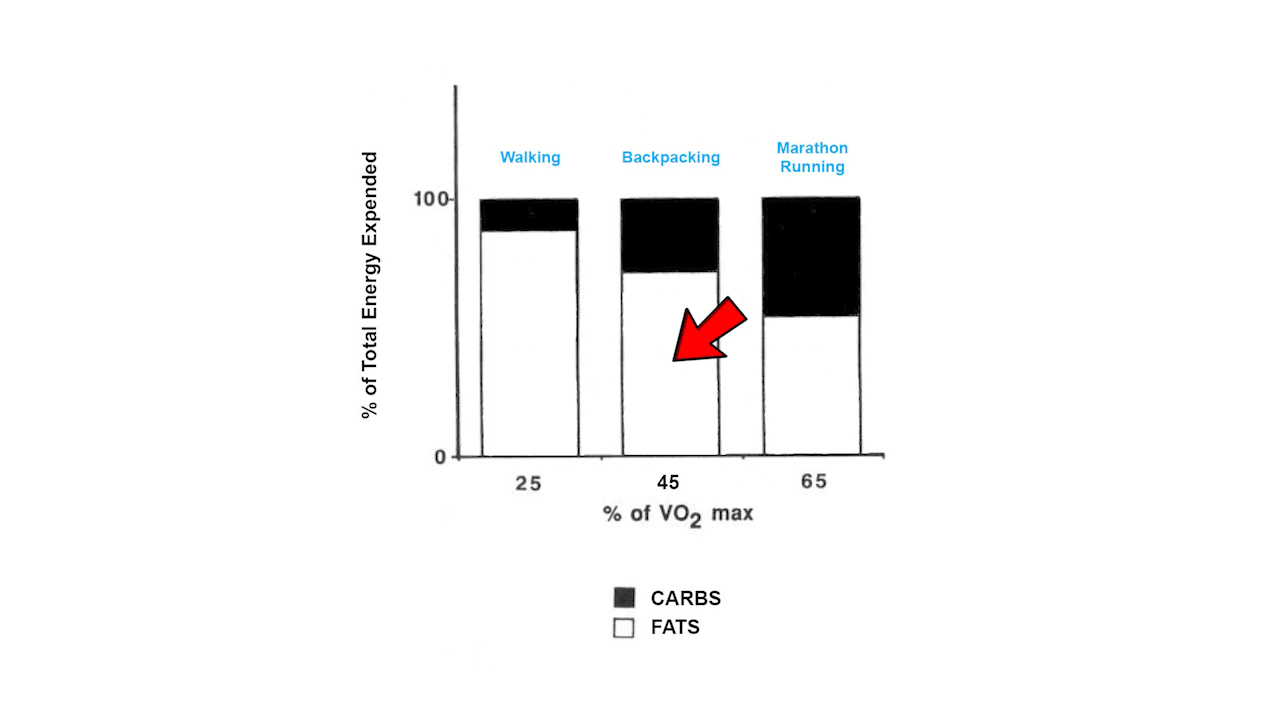 Walking
Backpacking
Marathon
Running
% of Total Energy Expended
100
0
25
45
65
% of VO2 max
CARBS
FATS